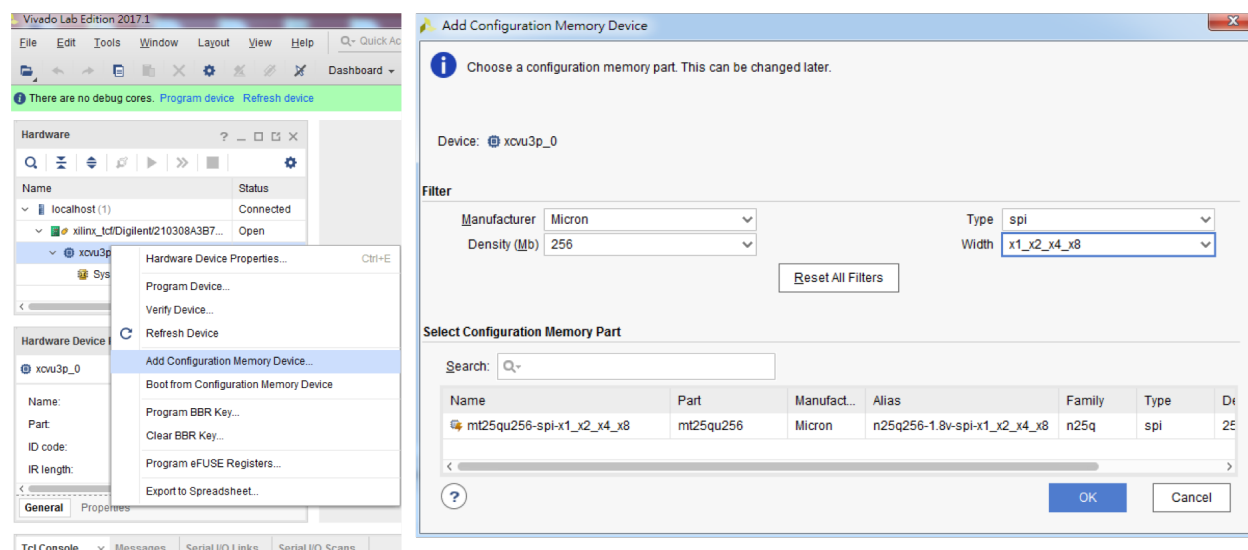 Vivado Lab Edition 2017.1
File Edit Tools Window Layout View Help Quick Ac
Dashboard
There are no debug cores. Program device Refresh device
Hardware ? _
Name Status
localhost (1) Connected
xilinx_tcf/Digilent/210308A3B7... Open
xcvu3p
Sys
Hardware Device Properties... Ctrl+E
Program Device...
Verify Device...
Refresh Device
Add Configuration Memory Device...
Boot from Configuration Memory Device
Program BBR Key...
Clear BBR Key...
Program eFUSE Registers...
Export to Spreadsheet...
Hardware Device
xcvu3p_0
Name:
Part:
ID code:
IR length:
General Properties
Tcl Console Messages Serial I/O Links Serial I/O Scans
Add Configuration Memory Device
Choose a configuration memory part. This can be changed later.
Device: xcvu3p_0
Filter
Manufacturer Micron Type spi
Density (Mb) 256 Width x1_x2_x4_x8
Reset All Filters
Select Configuration Memory Part
Search:
Name Part Manufact... Alias Family Type De
mt25qu256-spi-x1_x2_x4_x8 mt25qu256 Micron n25q256-1.8v-spi-x1_x2_x4_x8 n25q spi 25
? OK Cancel